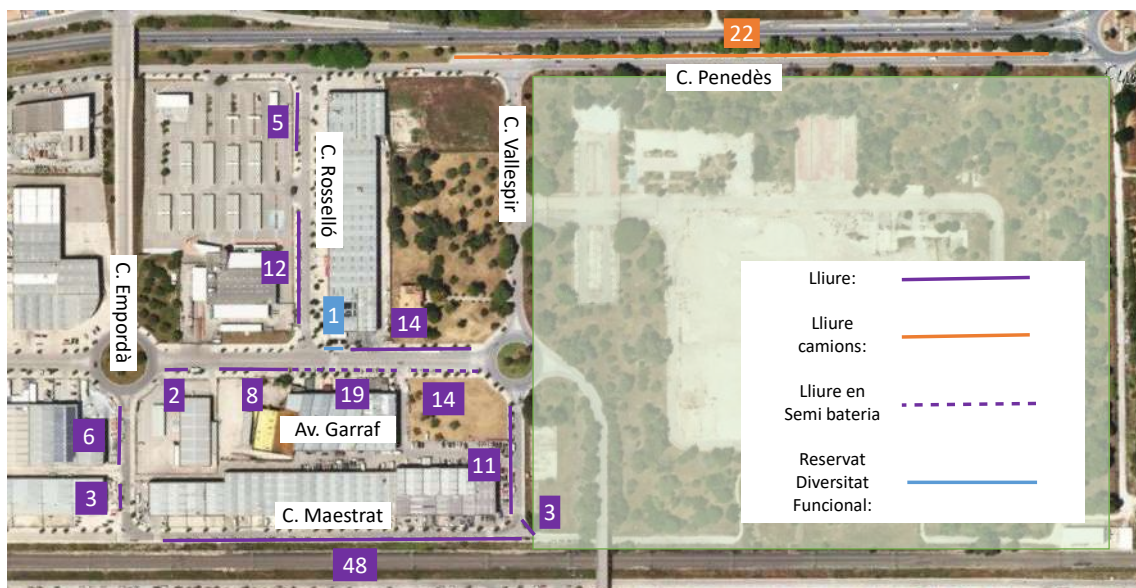 22
C. Penedès
5
C. Rosselló
C. Vallespir
12
C. Empordà
1
14
Lliure:
Lliure
camions:
Lliure en
Semi bateria
Reservat
Diversitat
Funcional:
2
8
19
14
6
Av. Garraf
11
3
C. Maestrat
3
48